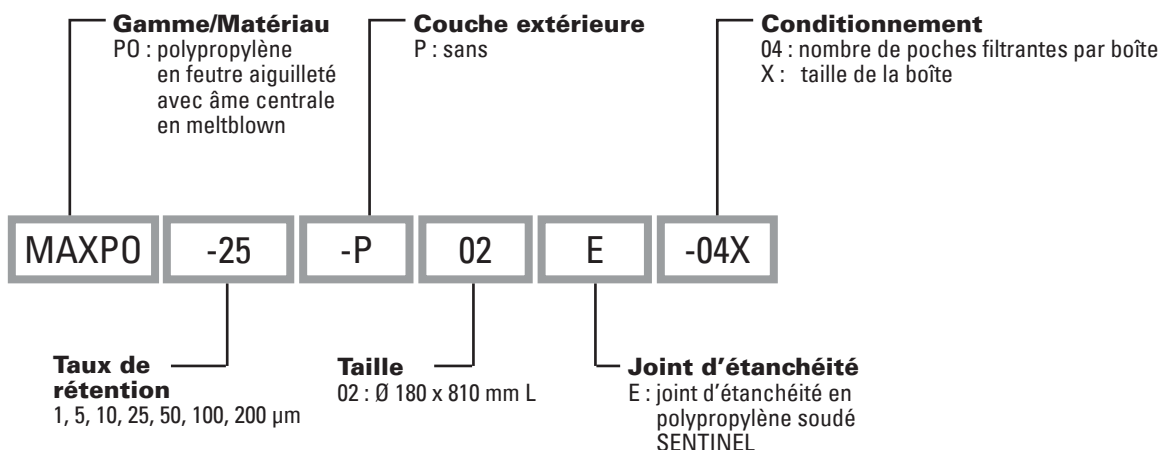 Gamme/Matériau
PO : polypropylène
en feutre aiguilleté
avec âme centrale
en meltblown
Couche extérieure
P : sans
Conditionnement
04 : nombre de poches filtrantes par boîte
X : taille de la boîte
MAXPO -25 -P 02 E -04X
Taux de
rétention
1, 5, 10, 25, 50, 100, 200 µm
Taille
02 : Ø 180 x 810 mm L
Joint d’étanchéité
E : joint d’étanchéité en
polypropylène soudé
SENTINEL